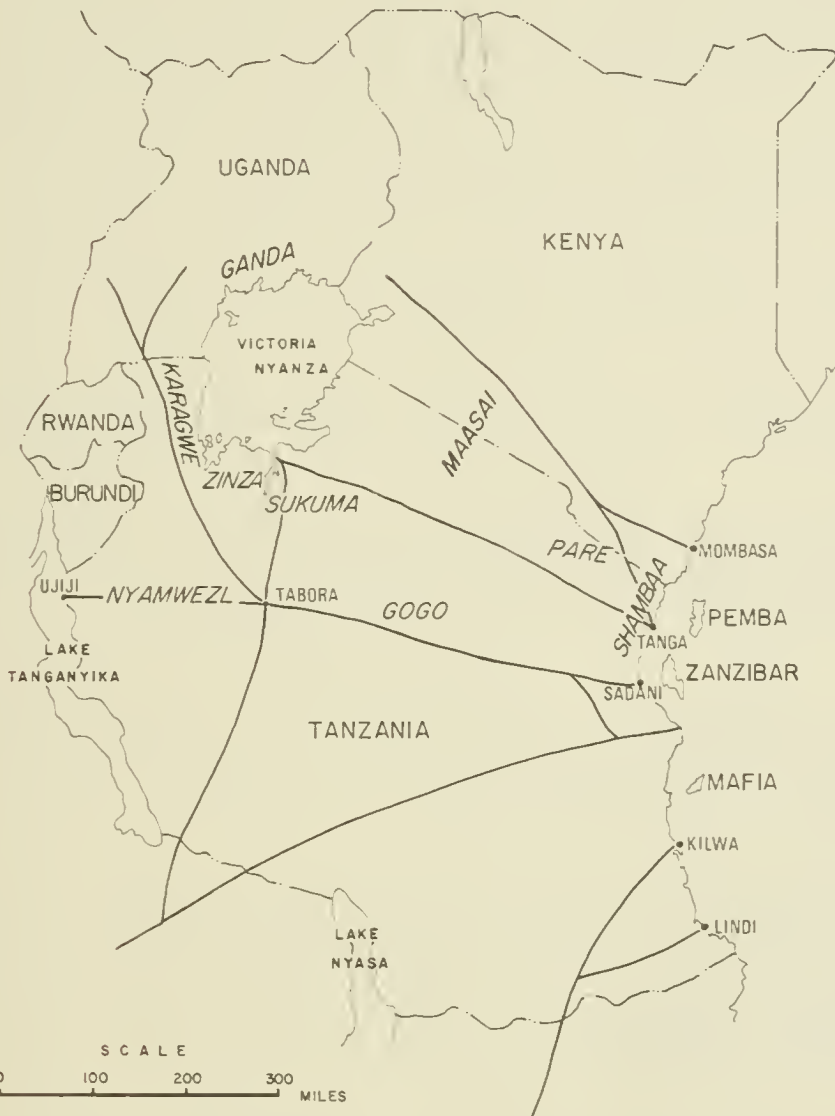 UGANDA
KENYA
GANDA
VICTORIA
NYANZA
KARAGWE
MAASAI
RWANDA
BURUNDI
ZINZA
SUKUMA
PARE
MOMBASA
UJIJI
NYAMWEZI
TABORA
GOGO
SHAMBAA
TANGA
PEMBA
LAKE
TANGANYIKA
ZANZIBAR
SADANI
TANZANIA
MAFIA
KILWA
LINDI
LAKE
NYASA
SCALE
0 100 200 300
MILES